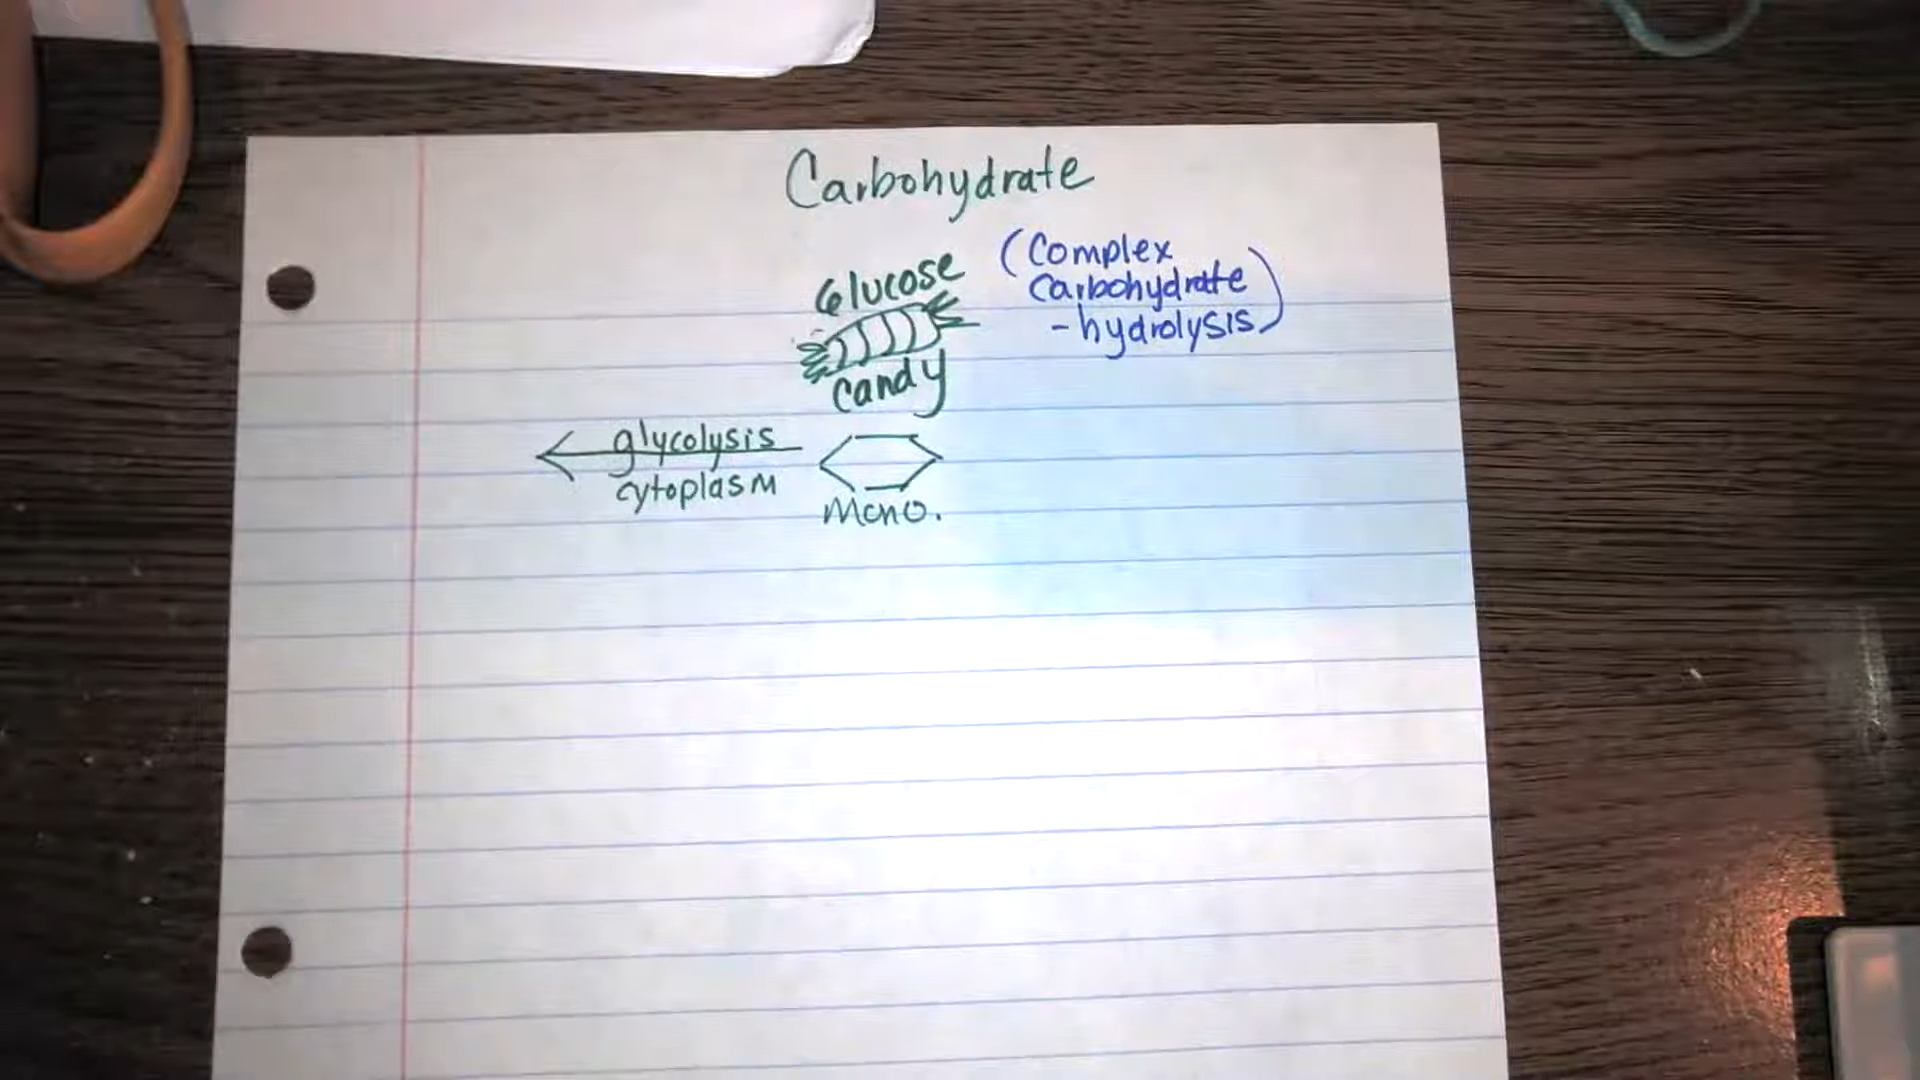 Carbohydrate
Glucose
candy
(Complex
Carbohydrate
-hydrolysis)
glycolysis
cytoplasm
Mono.